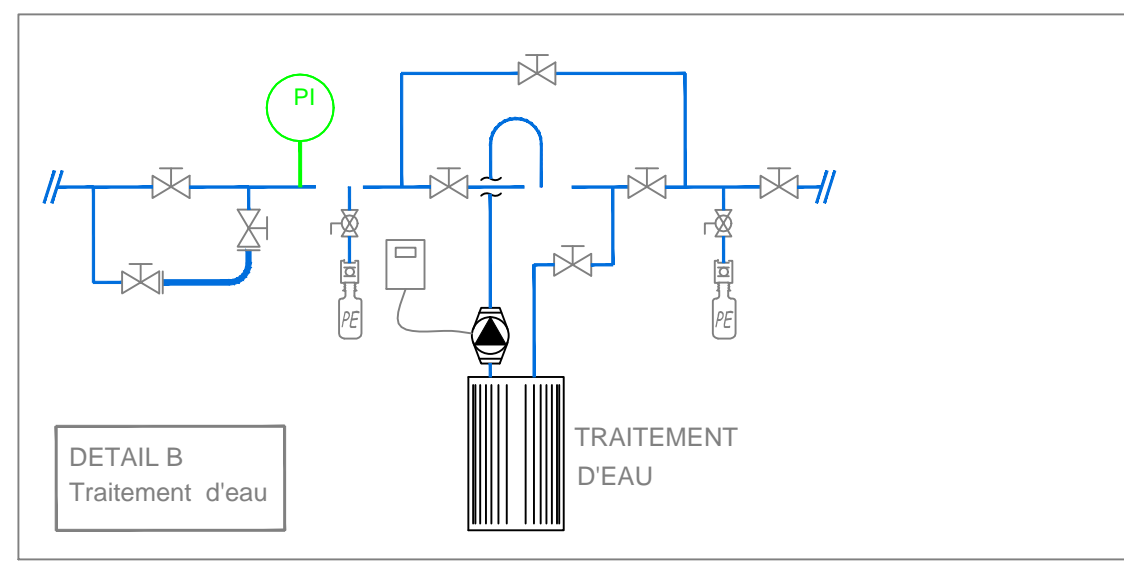 PI
PE
PE
TRAITEMENT
D'EAU
DETAIL B
Traitement d'eau